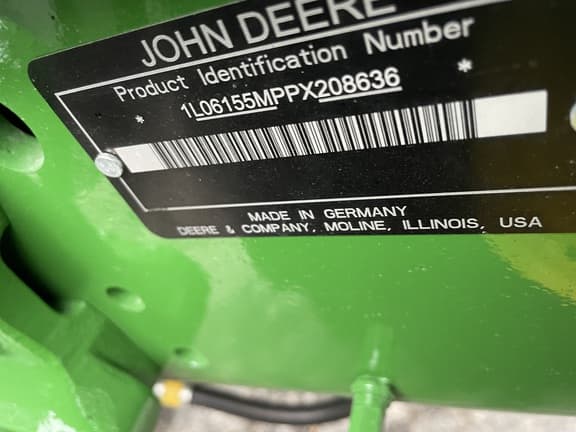 JOHN DEERE
Product Identification Number
* 1L06155MPPX208636 *
MADE IN GERMANY
DEERE & COMPANY, MOLINE, ILLINOIS, USA